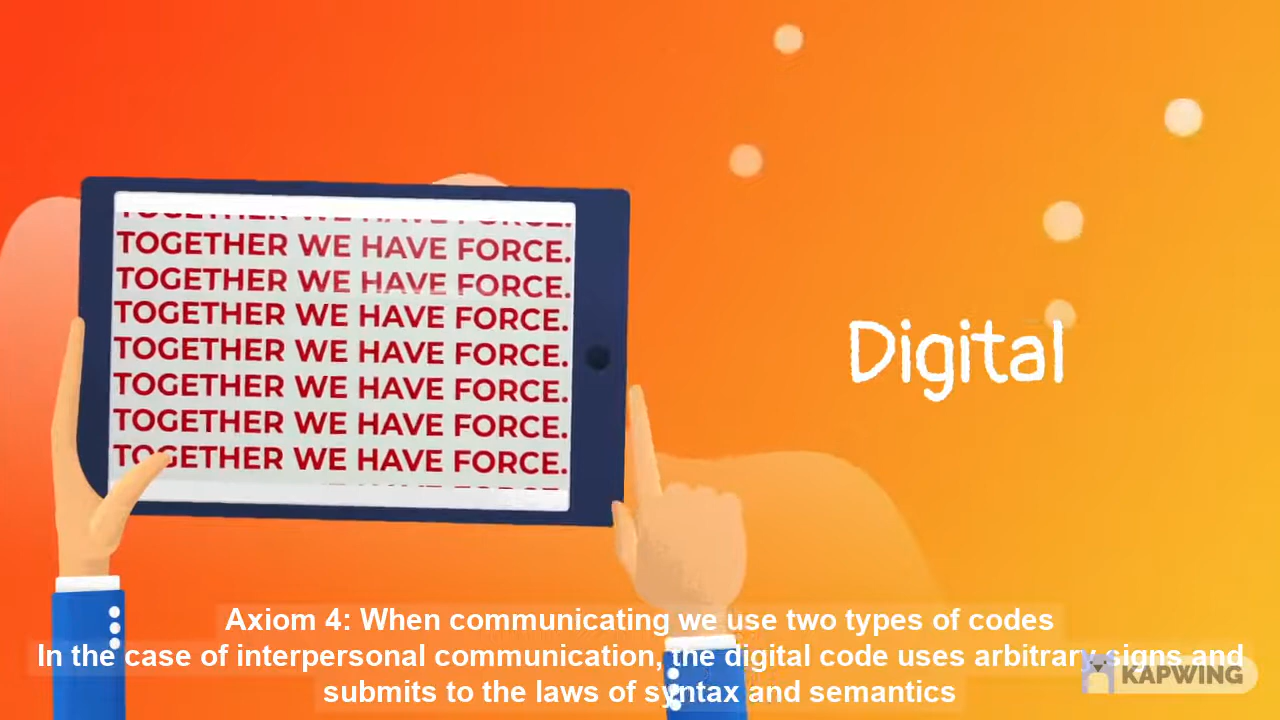 TOGETHER WE HAVE FORCE.
TOGETHER WE HAVE FORCE.
TOGETHER WE HAVE FORCE.
TOGETHER WE HAVE FORCE.
TOGETHER WE HAVE FORCE.
TOGETHER WE HAVE FORCE.
TOGETHER WE HAVE FORCE.
TOGETHER WE HAVE FORCE.
Digital
Axiom 4: When communicating we use two types of codes
In the case of interpersonal communication, the digital code uses arbitrary signs and
submits to the laws of syntax and semantics
KAPWING